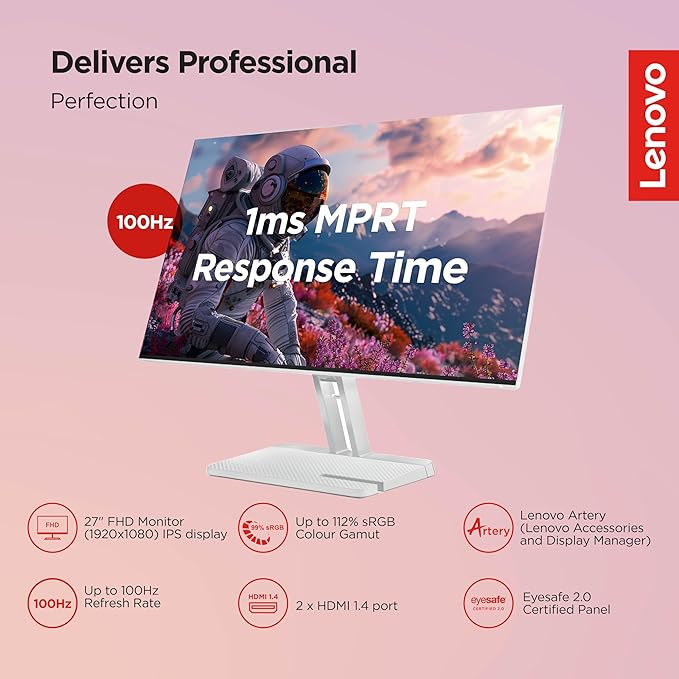 Delivers Professional
Perfection
Lenovo
100Hz
1ms MPRT
Response Time
FHD
27" FHD Monitor
(1920x1080) IPS display
99% sRGB
Up to 112% sRGB
Colour Gamut
Artery
Lenovo Artery
(Lenovo Accessories
and Display Manager)
100Hz
Up to 100Hz
Refresh Rate
HDMI 1.4
2 x HDMI 1.4 port
eyesafe
CERTIFIED 2.0
Eyesafe 2.0
Certified Panel